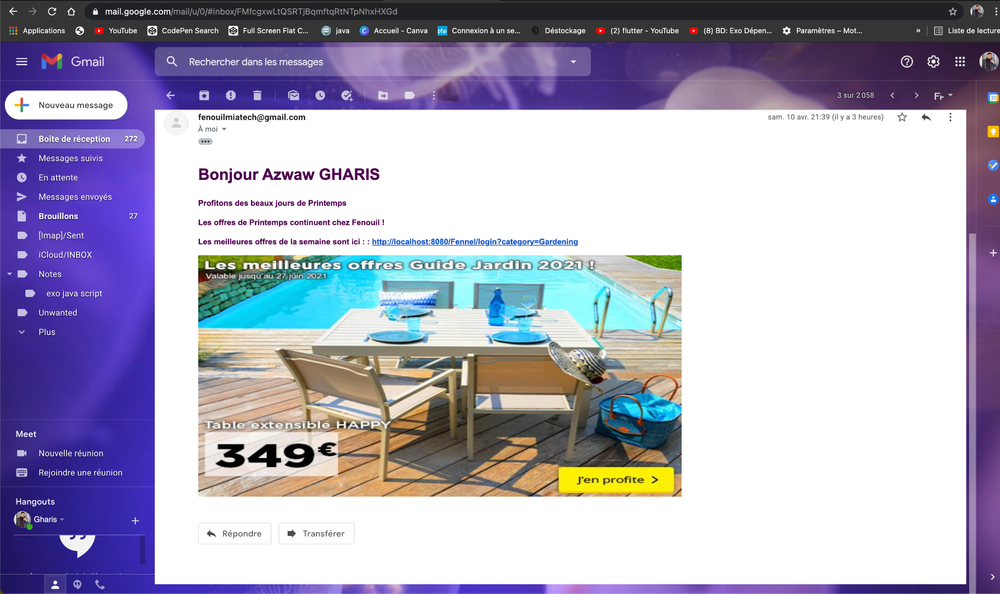 mail.google.com/mail/u/0/#inbox/FMfcgxwLtQSRTjBqmftqRtNTpNhxHXGd
Applications YouTube CodePen Search Full Screen Flat C... java Accueil - Canva php Connexion à un se... Déstockage (2) flutter - YouTube (8) BD: Exo Dépen... Paramètres – Mot... » Liste de lecture
Gmail
Rechercher dans les messages
Nouveau message
3 sur 2 058
Fr
31
Boîte de réception 272
Messages suivis
En attente
Messages envoyés
Brouillons 27
[Imap]/Sent
iCloud/INBOX
Notes
exo java script
Unwanted
Plus
Meet
Nouvelle réunion
Rejoindre une réunion
Hangouts
Gharis
fenouilmiatech@gmail.com
sam. 10 avr. 21:39 (il y a 3 heures)
À moi
Bonjour Azwaw GHARIS
Profitons des beaux jours de Printemps
Les offres de Printemps continuent chez Fenouil !
Les meilleures offres de la semaine sont ici : : http://localhost:8080/Fennel/login?category=Gardening
Les meilleures offres Guide Jardin 2021 !
Valable jusqu'au 27 juin 2021
Table extensible HAPPY
349€
J'en profite >
Répondre
Transférer